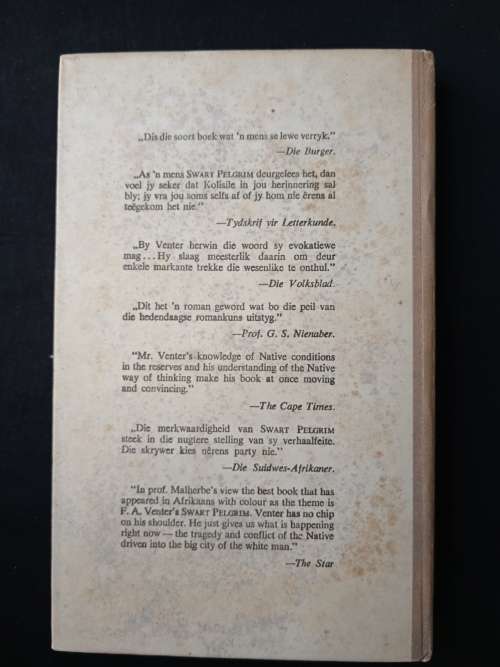 „Dis die soort boek wat 'n mens se lewe verryk."
—Die Burger.
„As 'n mens SWART PELGRIM deurgelees het, dan
voel jy seker dat Kolisile in jou herinnering sal
bly; jy vra jou soms selfs af of jy hom nie êrens al
teëgekom het nie."
—Tydskrif vir Letterkunde.
„By Venter herwin die woord sy evokatiewe
mag . . . Hy slaag meesterlik daarin om deur
enkele markante trekke die wesenlike te onthul."
—Die Volksblad.
„Dit het 'n roman geword wat bo die peil van
die hedendaagse romankuns uitstyg."
—Prof. G. S. Nienaber.
"Mr. Venter's knowledge of Native conditions
in the reserves and his understanding of the Native
way of thinking make his book at once moving
and convincing."
—The Cape Times.
„Die merkwaardigheid van SWART PELGRIM
steek in die nugtere stelling van sy verhaalfeite.
Die skrywer kies nêrens party nie."
—Die Suidwes-Afrikaner.
"In prof. Malherbe's view the best book that has
appeared in Afrikaans with colour as the theme is
F. A. Venter's SWART PELGRIM. Venter has no chip
on his shoulder. He just gives us what is happening
right now — the tragedy and conflict of the Native
driven into the big city of the white man."
—The Star